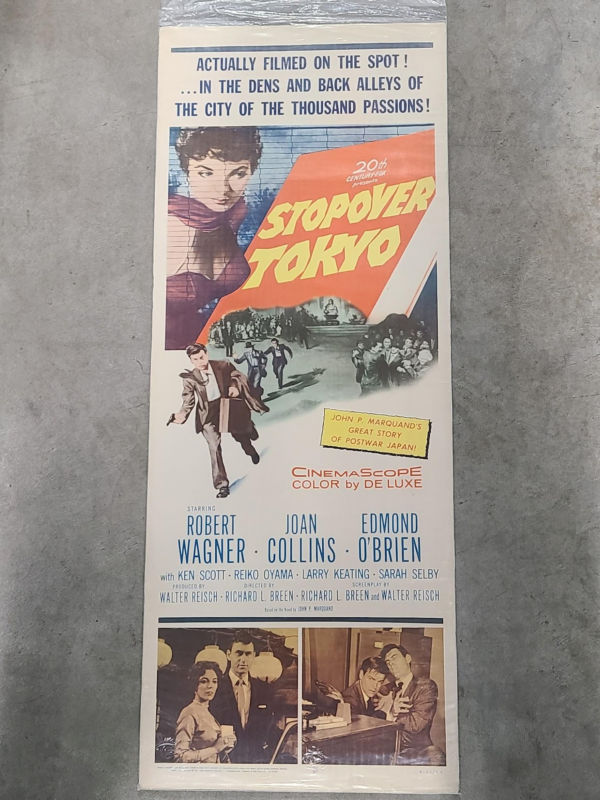 ACTUALLY FILMED ON THE SPOT!
...IN THE DENS AND BACK ALLEYS OF
THE CITY OF THE THOUSAND PASSIONS!
20th
CENTURY-FOX
presents
STOPOVER
TOKYO
JOHN P. MARQUAND'S
GREAT STORY
OF POSTWAR JAPAN!
CINEMASCOPE
COLOR by DE LUXE
STARRING
ROBERT WAGNER · JOAN COLLINS · EDMOND O'BRIEN
with KEN SCOTT · REIKO OYAMA · LARRY KEATING · SARAH SELBY
PRODUCED BY DIRECTED BY SCREENPLAY BY
WALTER REISCH · RICHARD L. BREEN · RICHARD L. BREEN and WALTER REISCH
Based on the Novel by JOHN P. MARQUAND